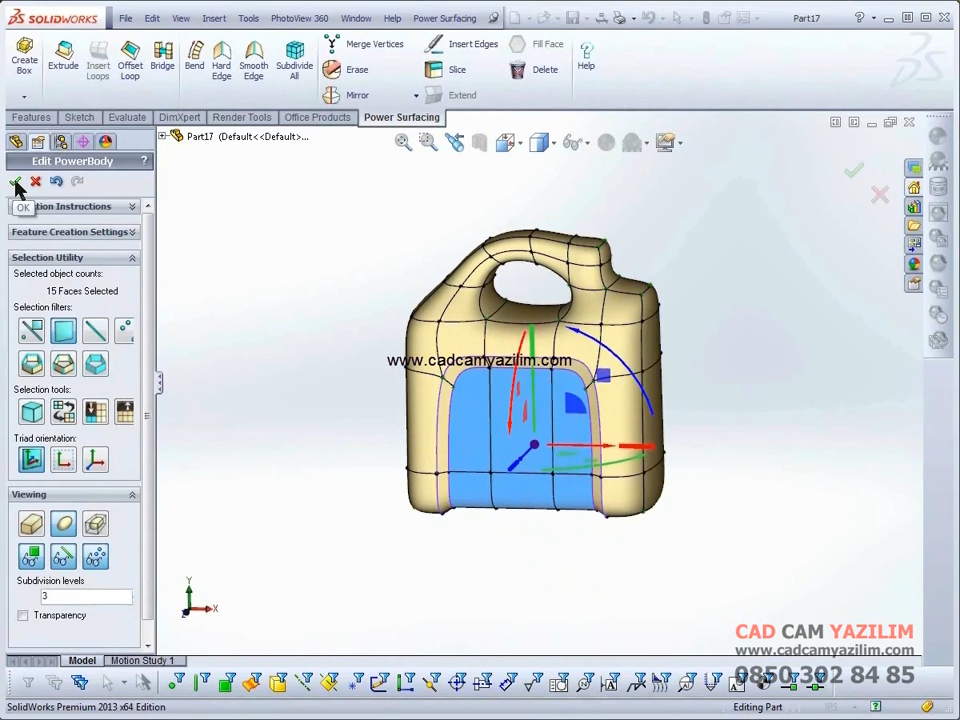 SOLIDWORKS File Edit View Insert Tools PhotoView 360 Window Help Power Surfacing Part17
Create Box Extrude Insert Loops Offset Loop Bridge Bend Hard Edge Smooth Edge Subdivide All Merge Vertices Insert Edges Fill Face Help
Erase Slice Delete
Mirror Extend
Features Sketch Evaluate DimXpert Render Tools Office Products Power Surfacing
Part17 (Default<<Default>...
Edit PowerBody ?
OK
tion Instructions
Feature Creation Settings
Selection Utility
Selected object counts:
15 Faces Selected
Selection filters:
Selection tools:
Triad orientation:
Viewing
Subdivision levels
3
Transparency
www.cadcamyazilim.com
Y
X
Z
CAD CAM YAZILIM
www.cadcamyazilim.com
0850 302 84 85
Model Motion Study 1
SolidWorks Premium 2013 x64 Edition Editing Part IPS